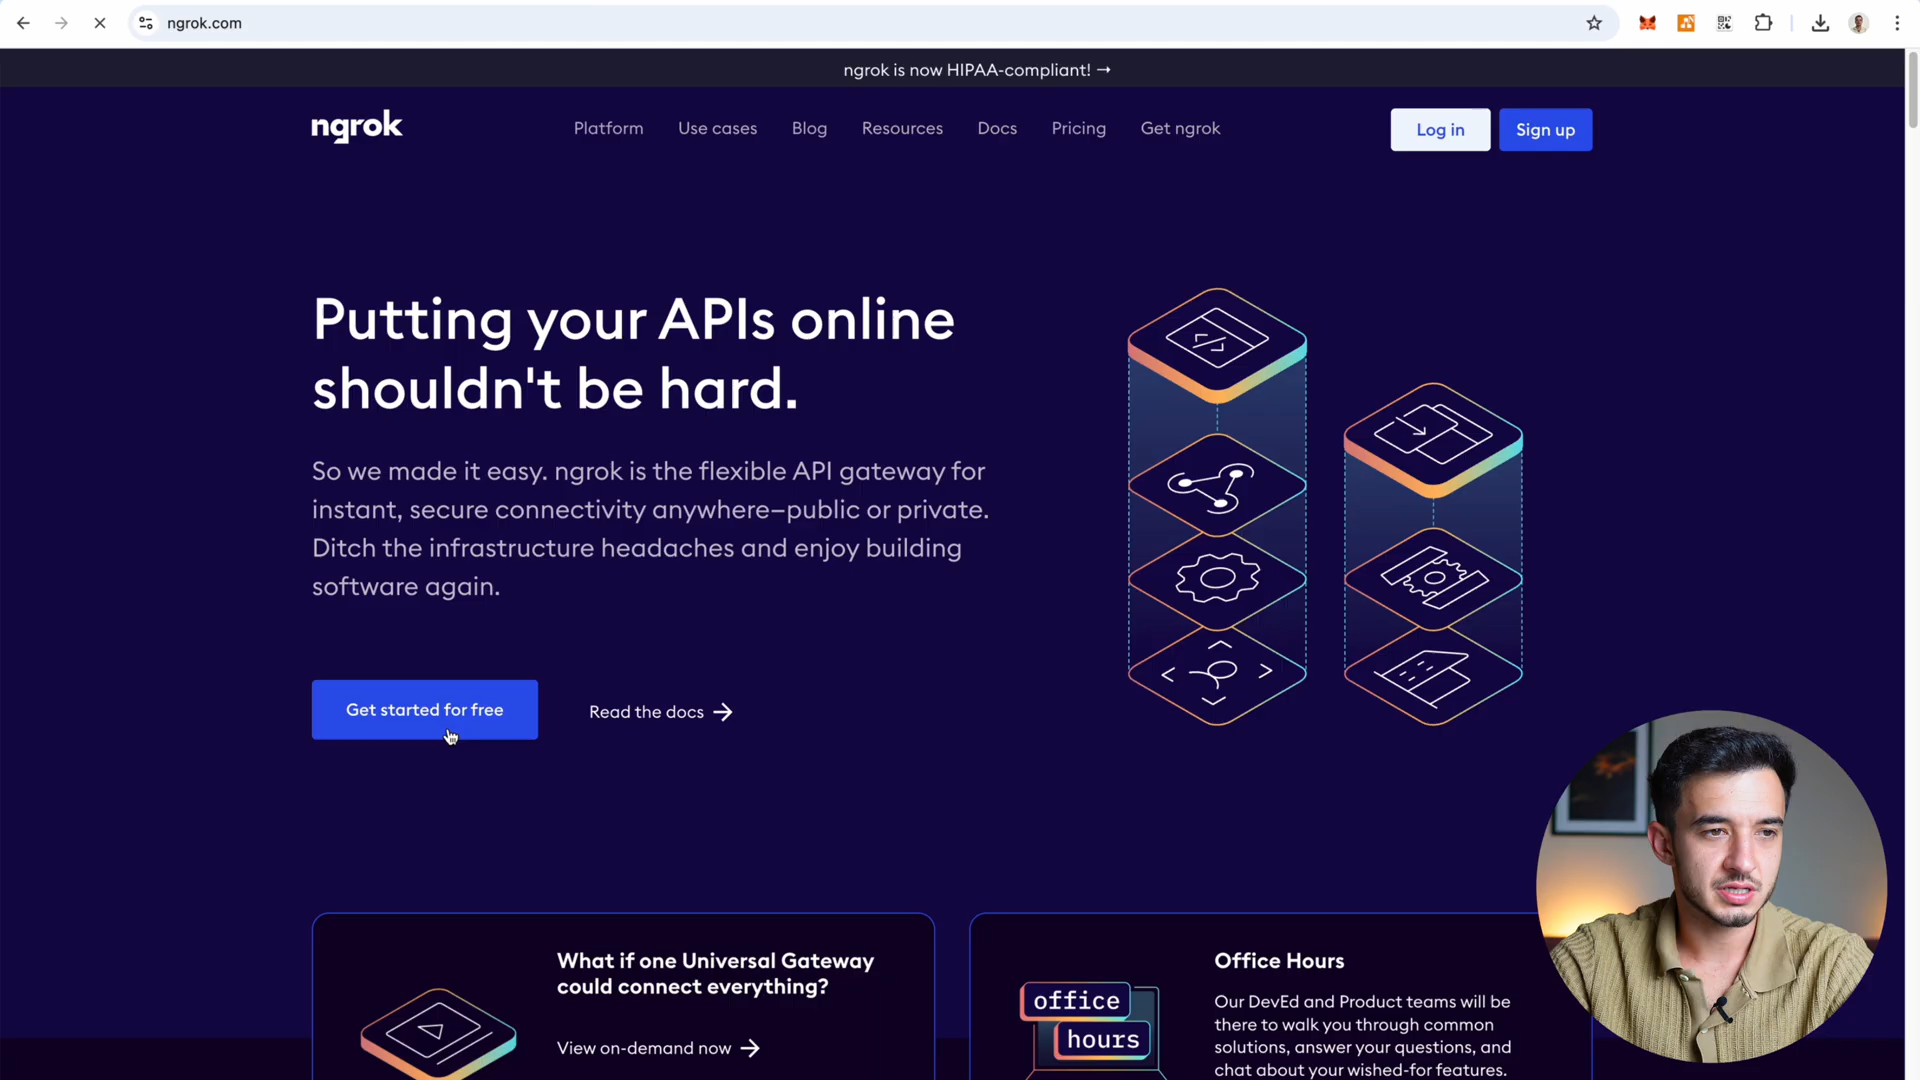 ngrok.com
ngrok is now HIPAA-compliant! →
ngrok
Platform
Use cases
Blog
Resources
Docs
Pricing
Get ngrok
Log in
Sign up
Putting your APIs online
shouldn't be hard.
So we made it easy. ngrok is the flexible API gateway for
instant, secure connectivity anywhere—public or private.
Ditch the infrastructure headaches and enjoy building
software again.
Get started for free
Read the docs →
What if one Universal Gateway
could connect everything?
View on-demand now →
office
hours
Office Hours
Our DevEd and Product teams will be
there to walk you through common
solutions, answer your questions, and
chat about your wished-for features.